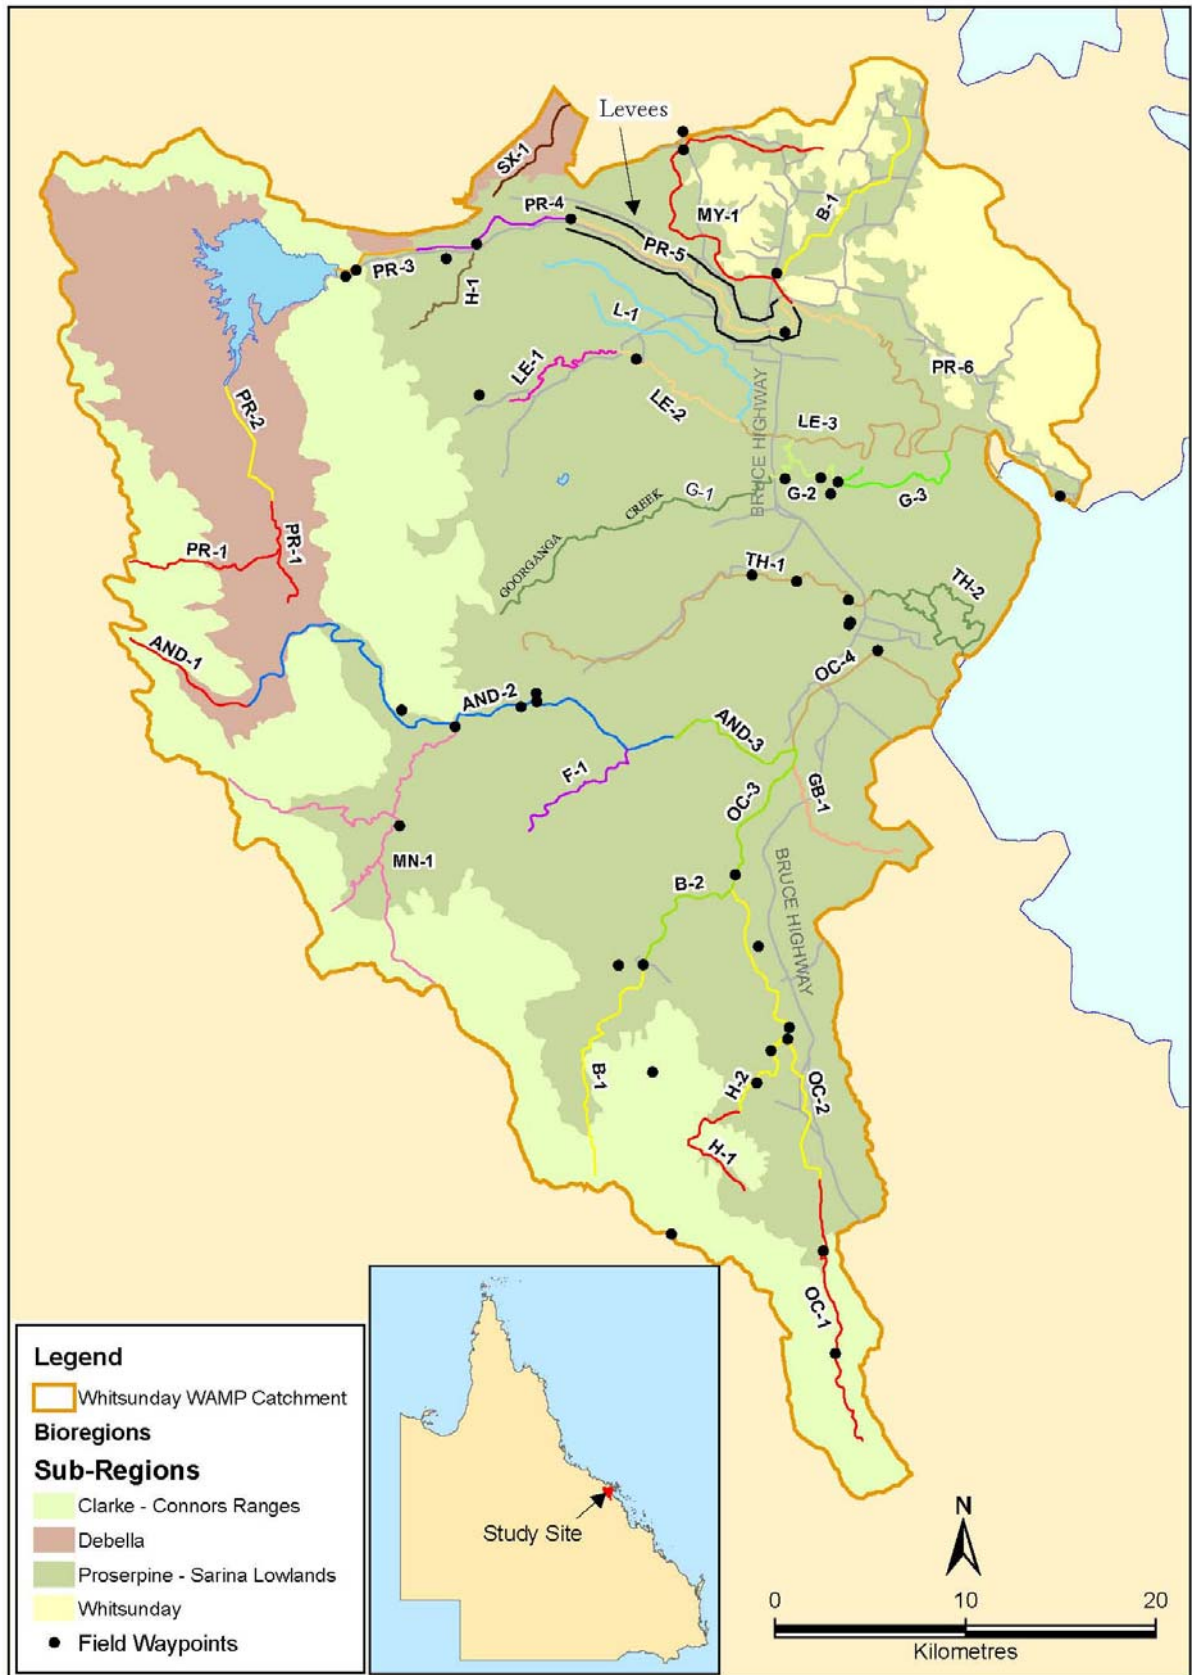 Levees
SX-1
PR-4
MY-1
B-1
PR-5
PR-3
H-1
L-1
PR-6
LE-1
PR-2
LE-2
BRUCE HIGHWAY
LE-3
G-1
G-2
G-3
GOORGANGA CREEK
PR-1
PR-1
TH-1
TH-2
AND-1
OC-4
AND-2
AND-3
F-1
GB-1
OC-3
MN-1
B-2
BRUCE HIGHWAY
B-1
H-2
OC-2
H-1
OC-1
Study Site
Legend
Whitsunday WAMP Catchment
Bioregions
Sub-Regions
Clarke - Connors Ranges
Debella
Proserpine - Sarina Lowlands
Whitsunday
Field Waypoints
N
0 10 20
Kilometres